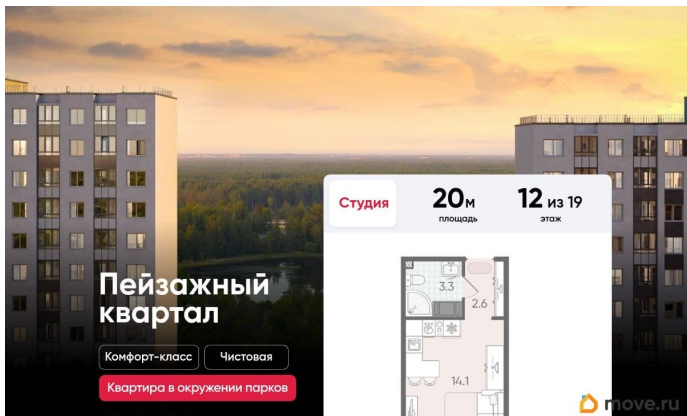 Студия
20м
площадь
12 из 19
этаж
3.3
2.6
14.1
Пейзажный
квартал
Комфорт-класс
Чистовая
Квартира в окружении парков
move.ru